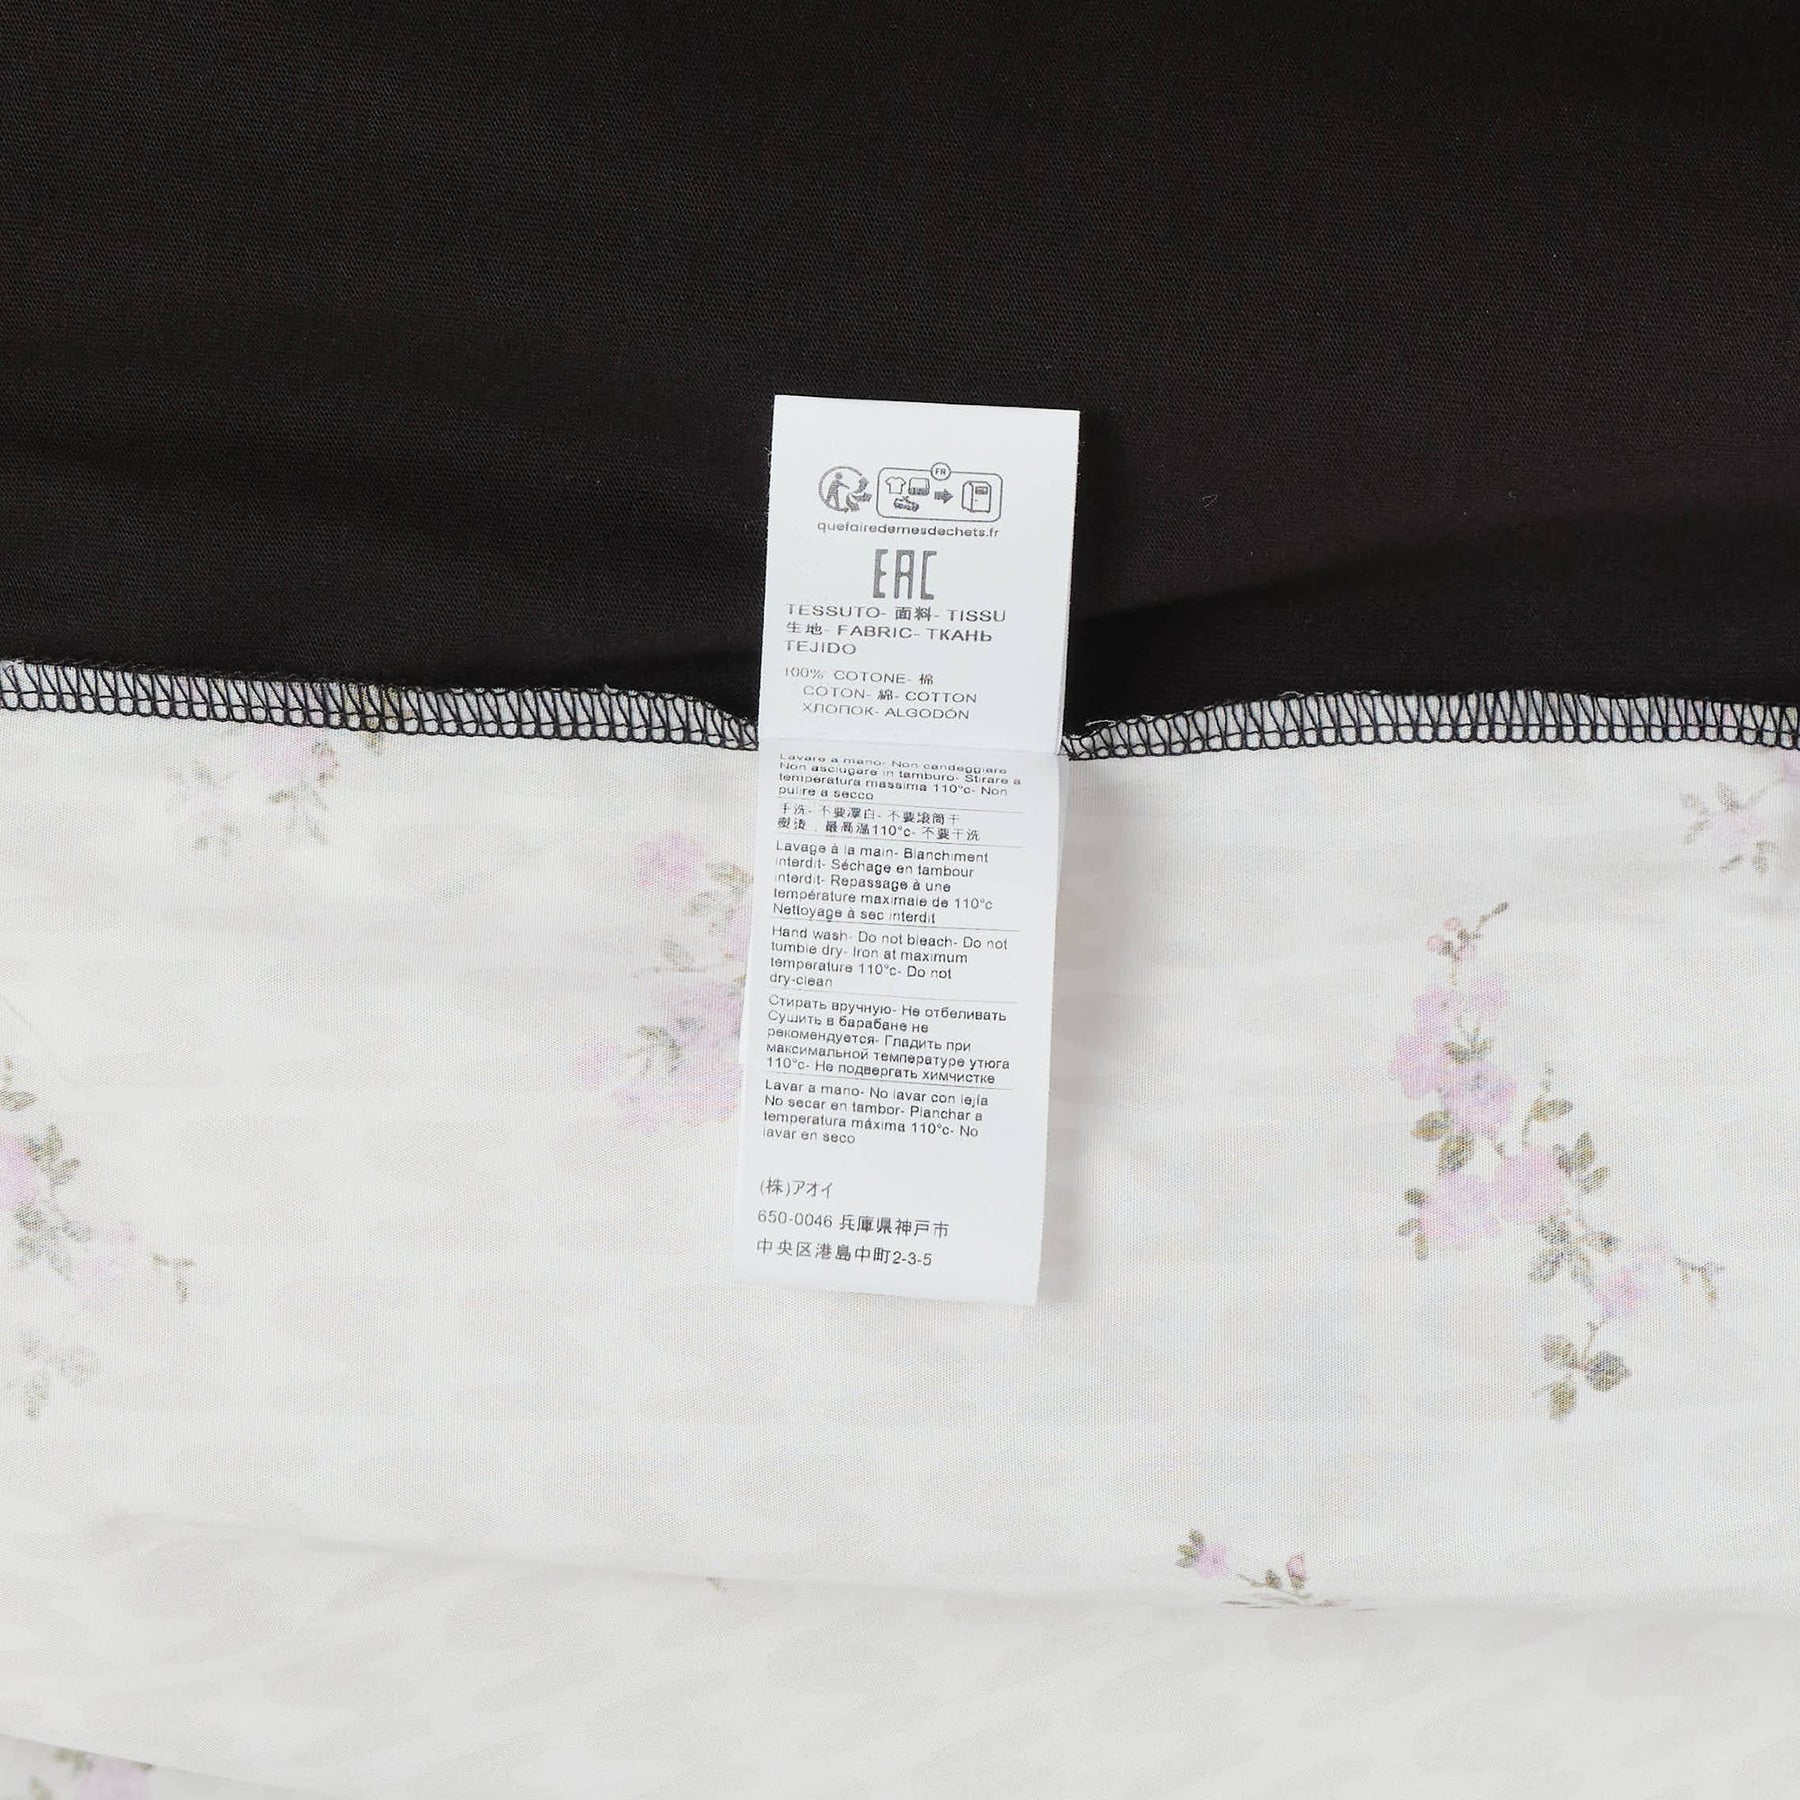 FR
quefairedemesdechets.fr
EAC
TESSUTO- 面料- TISSU
生地- FABRIC- ТКАНЬ
TEJIDO
100% COTONE- 棉
COTON- 綿- COTTON
ХЛОПОК- ALGODÓN
Lavare a mano- Non candeggiare
Non asciugare in tamburo- Stirare a
temperatura massima 110°c- Non
pulire a secco
手洗- 不要漂白- 不要滚筒干
熨烫 , 最高温110°c- 不要干洗
Lavage à la main- Blanchiment
interdit- Séchage en tambour
interdit- Repassage à une
température maximale de 110°c
Nettoyage à sec interdit
Hand wash- Do not bleach- Do not
tumble dry- Iron at maximum
temperature 110°c- Do not
dry-clean
Стирать вручную- Не отбеливать
Сушить в барабане не
рекомендуется- Гладить при
максимальной температуре утюга
110°c- Не подвергать химчистке
Lavar a mano- No lavar con lejía
No secar en tambor- Planchar a
temperatura máxima 110°c- No
lavar en seco
(株)アオイ
650-0046 兵庫県神戸市
中央区港島中町2-3-5